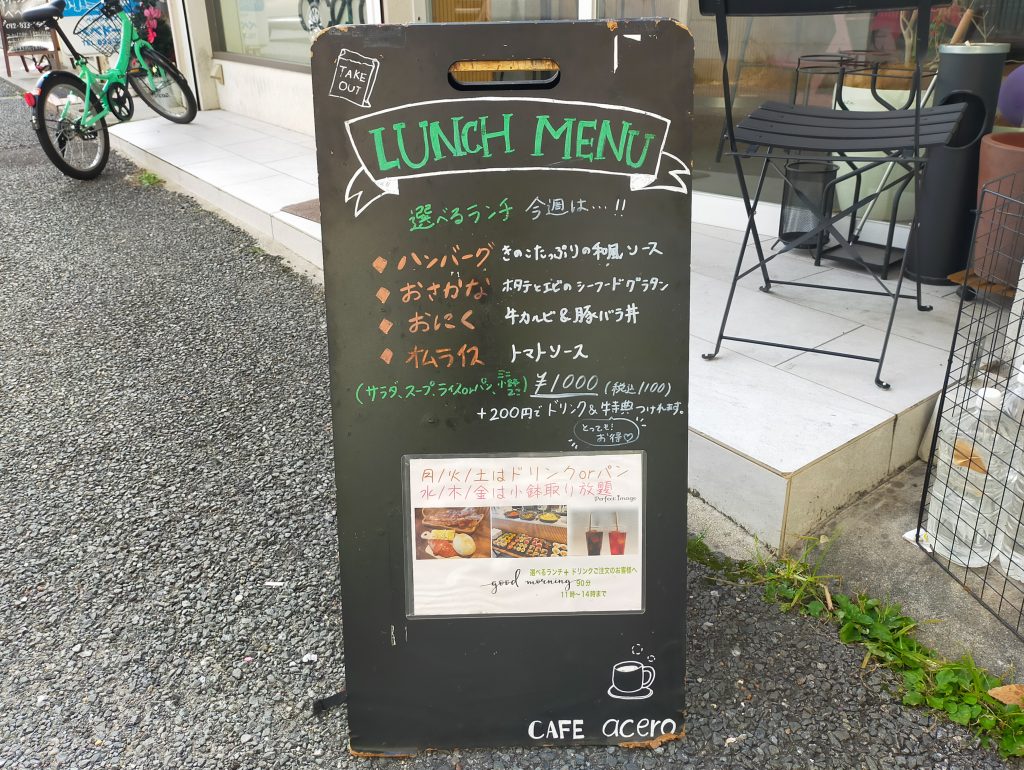 TAKE OUT
LUNCH MENU
選べるランチ 今週は…!!
◆ ハンバーグ きのこたっぷりの和風ソース
◆ おさかな ホタテとエビのシーフードグラタン
◆ おにく 牛カルビ&豚バラ丼
◆ オムライス トマトソース
(サラダ、スープ、ライスorパン、ミニ小鉢2コ) ¥1000 (税込1100)
+200円でドリンク&特典つけれます。
とっても!
お得♡
月/火/土はドリンクorパン
水/木/金は小鉢取り放題
Perfect Image
選べるランチ+ドリンクご注文のお客様へ
good morning 90分
11時~14時まで
CAFE acero